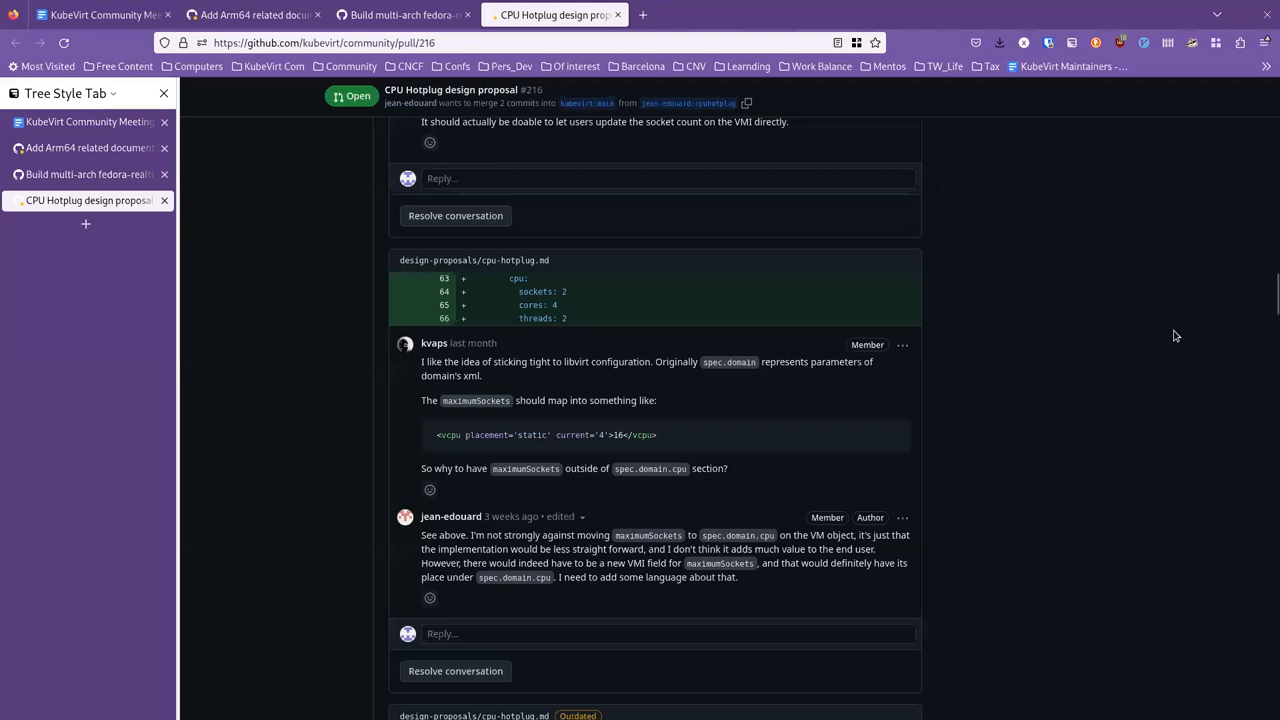 KubeVirt Community Mee
Add Arm64 related docu
Build multi-arch fedora-r
CPU Hotplug design prop
https://github.com/kubevirt/community/pull/216
18
Most Visited
Free Content
Computers
KubeVirt Com
Community
CNCF
Confs
Pers_Dev
Of interest
Barcelona
CNV
Learnding
Work Balance
Mentos
TW_Life
Tax
KubeVirt Maintainers -…
Tree Style Tab
KubeVirt Community Meeting
Add Arm64 related document
Build multi-arch fedora-realt
CPU Hotplug design proposa
Open
CPU Hotplug design proposal #216
jean-edouard wants to merge 2 commits into kubevirt:main from jean-edouard:cpuhotplug
It should actually be doable to let users update the socket count on the VMI directly.
Reply...
Resolve conversation
design-proposals/cpu-hotplug.md
63 + cpu:
64 + sockets: 2
65 + cores: 4
66 + threads: 2
kvaps last month
Member
I like the idea of sticking tight to libvirt configuration. Originally spec.domain represents parameters of
domain's xml.
The maximumSockets should map into something like:
<vcpu placement='static' current='4'>16</vcpu>
So why to have maximumSockets outside of spec.domain.cpu section?
jean-edouard 3 weeks ago • edited
Member Author
See above. I'm not strongly against moving maximumSockets to spec.domain.cpu on the VM object, it's just that
the implementation would be less straight forward, and I don't think it adds much value to the end user.
However, there would indeed have to be a new VMI field for maximumSockets, and that would definitely have its
place under spec.domain.cpu. I need to add some language about that.
Reply...
Resolve conversation
design-proposals/cpu-hotplug.md Outdated